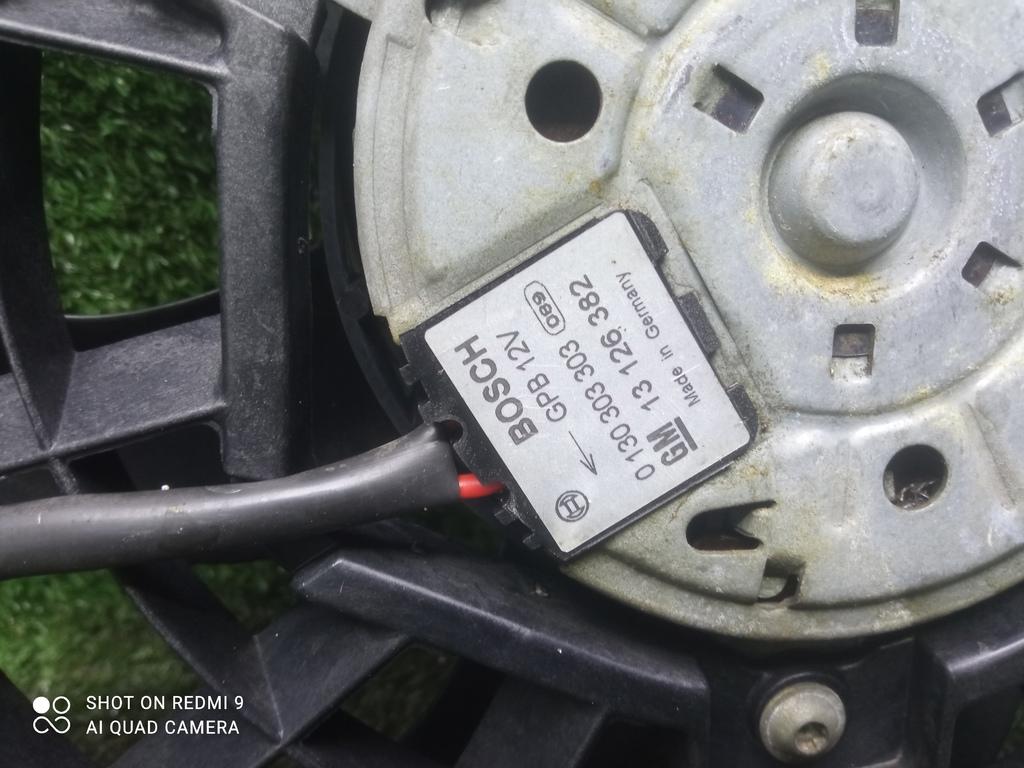 BOSCH
GPB 12V 089
0 130 303 303
GM 13 126 382
Made in Germany
SHOT ON REDMI 9
AI QUAD CAMERA